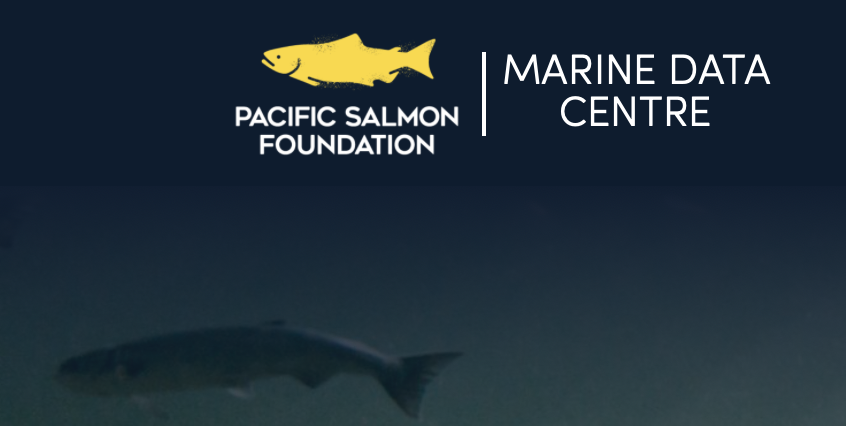 PACIFIC SALMON
FOUNDATION
MARINE DATA
CENTRE